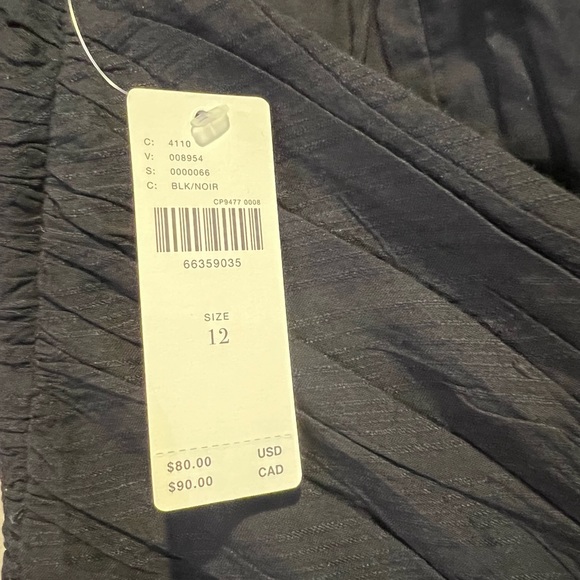 C: 4110
V: 008954
S: 0000066
C: BLK/NOIR
CP9477 0008
66359035
SIZE
12
$80.00 USD
$90.00 CAD